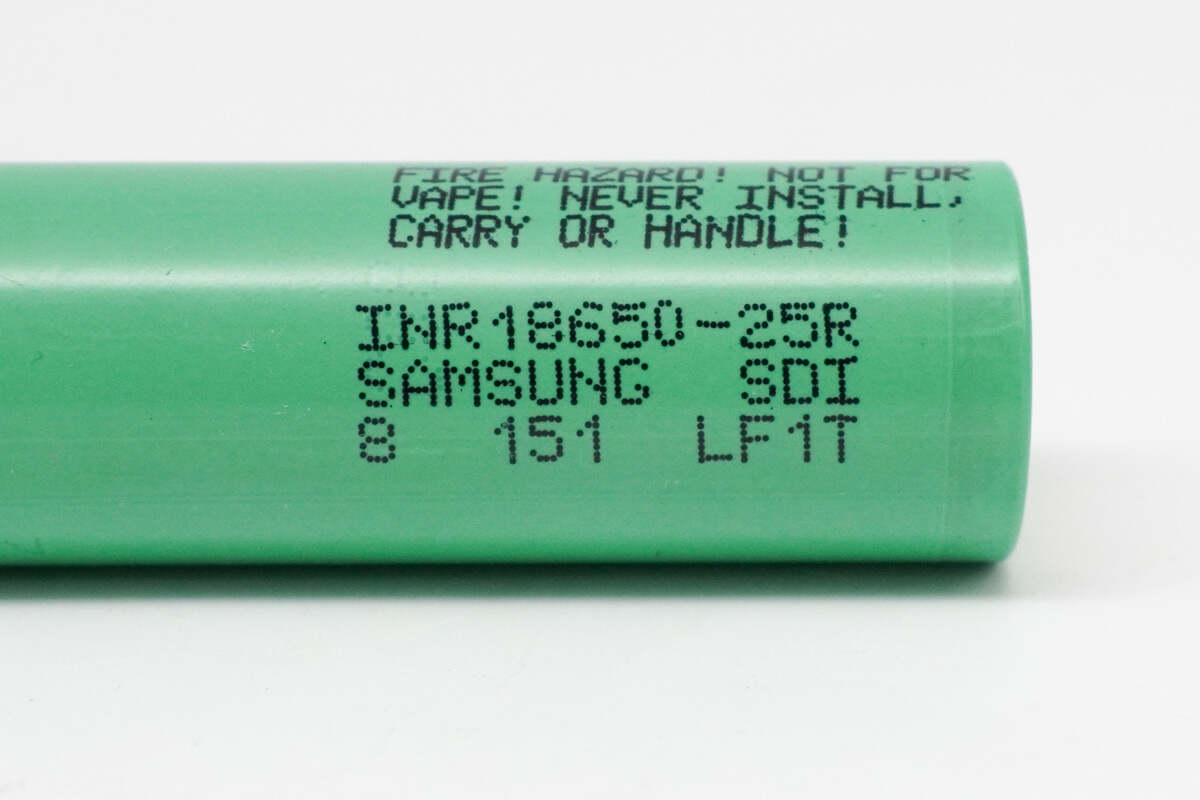 FIRE HAZARD! NOT FOR
VAPE! NEVER INSTALL,
CARRY OR HANDLE!
INR18650-25R
SAMSUNG SDI
8 151 LF1T